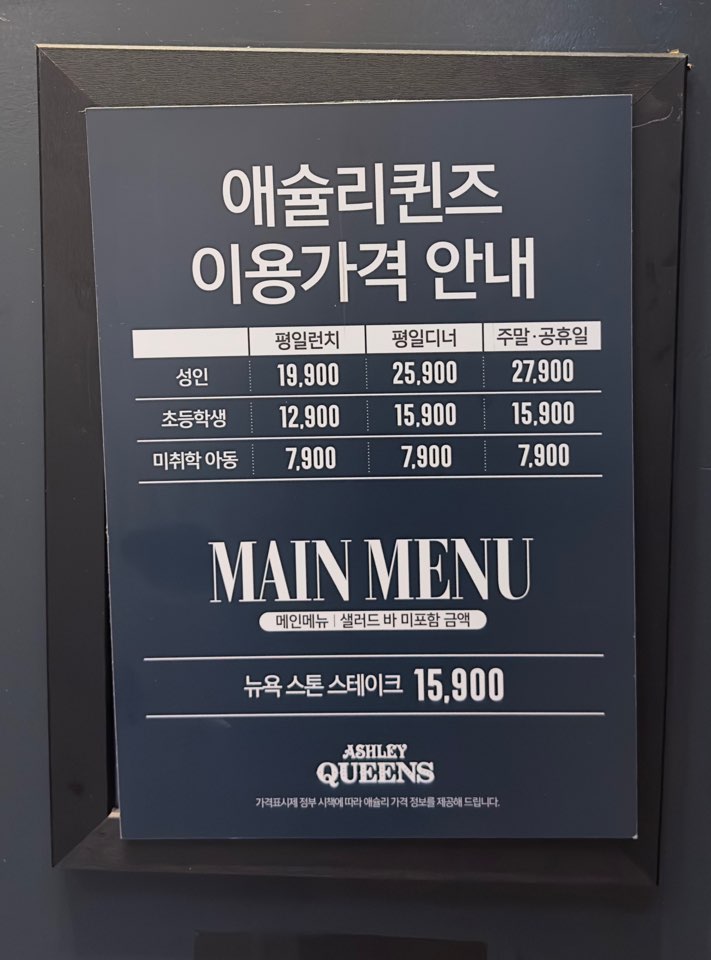 애슐리퀸즈
이용가격 안내
평일런치 평일디너 주말·공휴일
성인 19,900 25,900 27,900
초등학생 12,900 15,900 15,900
미취학 아동 7,900 7,900 7,900
MAIN MENU
메인메뉴 | 샐러드 바 미포함 금액
뉴욕 스톤 스테이크 15,900
ASHLEY
QUEENS
가격표시제 정부 시책에 따라 애슐리 가격 정보를 제공해 드립니다.